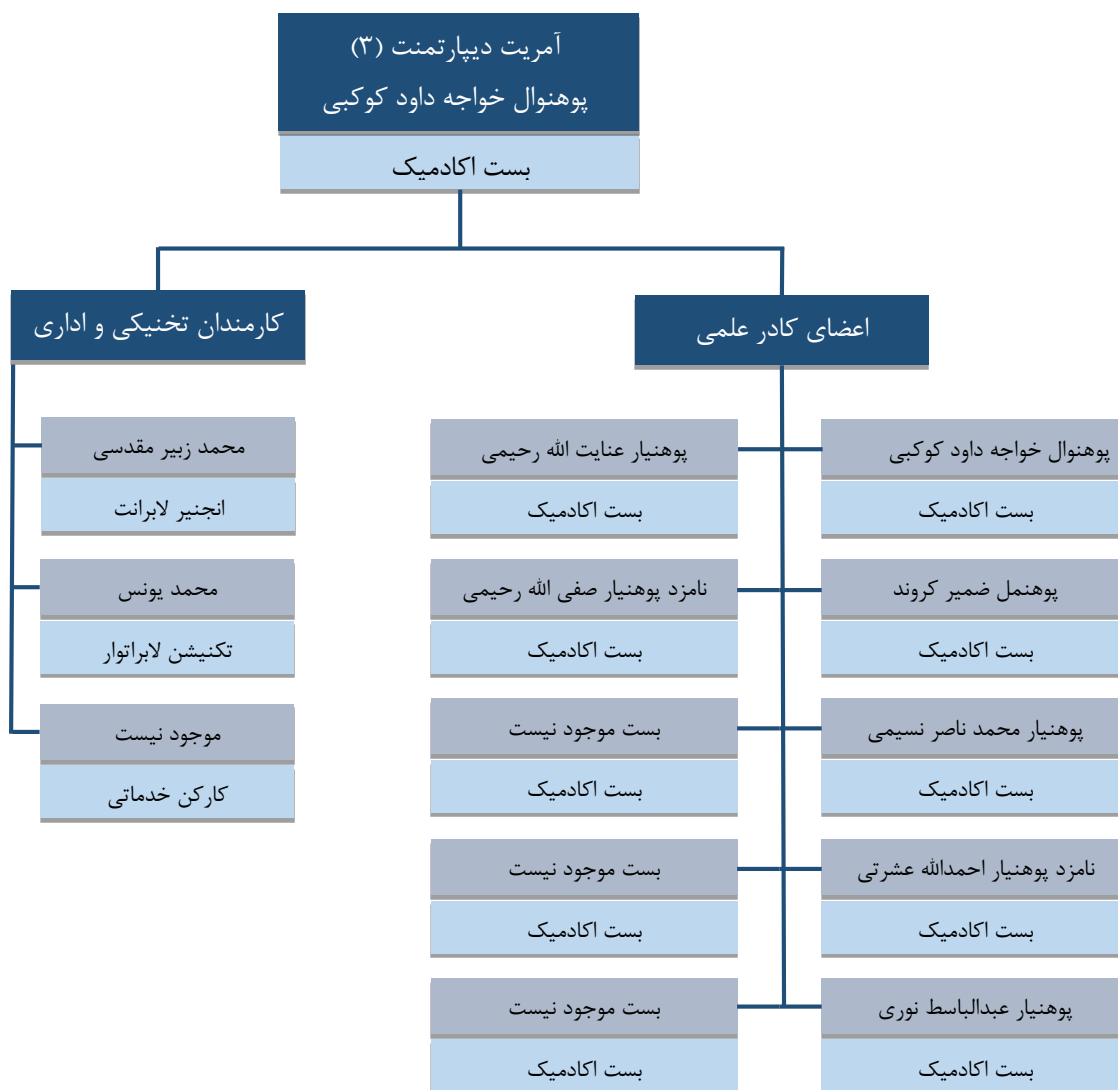 آمریت دیپارتمنت (۳)
پوهنوال خواجه داود کوکبی
بست اکادمیک
اعضای کادر علمی
پوهنوال خواجه داود کوکبی
بست اکادمیک
پوهنیار عنایت الله رحیمی
بست اکادمیک
پوهنمل ضمیر کروند
بست اکادمیک
نامزد پوهنیار صفی الله رحیمی
بست اکادمیک
پوهنیار محمد ناصر نسیمی
بست اکادمیک
بست موجود نیست
بست اکادمیک
نامزد پوهنیار احمدالله عشرتی
بست اکادمیک
بست موجود نیست
بست اکادمیک
پوهنیار عبدالباسط نوری
بست اکادمیک
بست موجود نیست
بست اکادمیک
کارمندان تخنیکی و اداری
محمد زبیر مقدسی
انجنیر لابرانت
محمد یونس
تکنیشن لابراتوار
موجود نیست
کارکن خدماتی